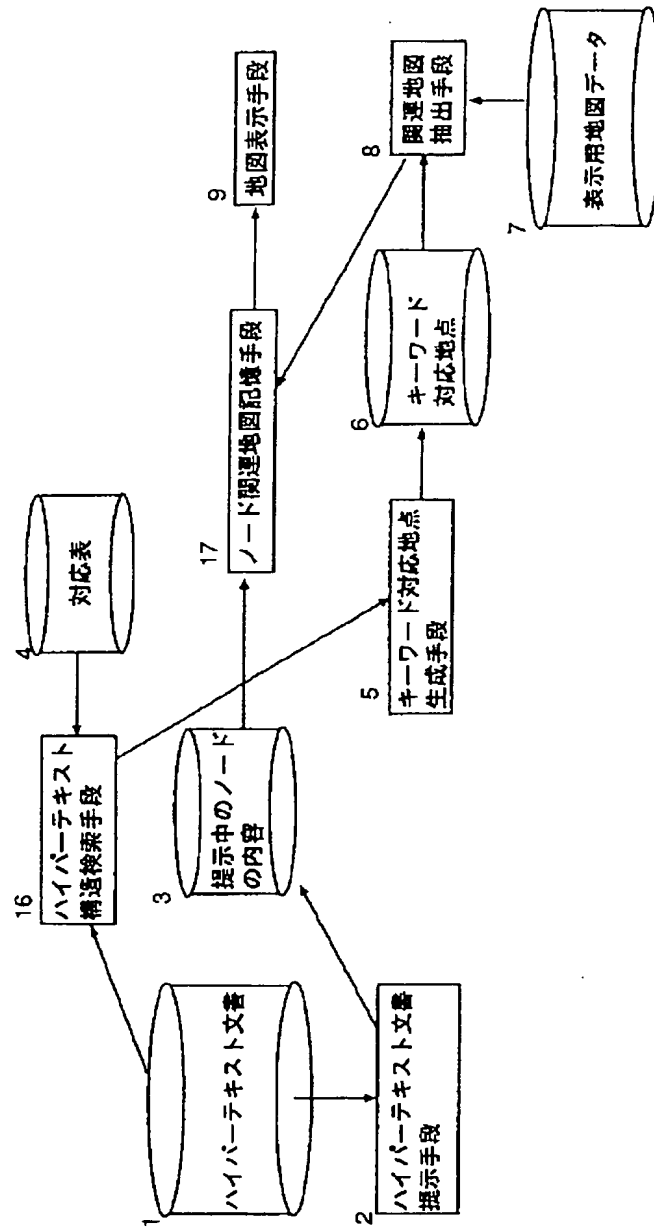 1
ハイパーテキスト文書
2
ハイパーテキスト文書
提示手段
16
ハイパーテキスト
構造検索手段
3
提示中のノード
の内容
4
対応表
5
キーワード対応地点
生成手段
17
ノード関連地図記憶手段
6
キーワード
対応地点
9
地図表示手段
8
関連地図
抽出手段
7
表示用地図データ